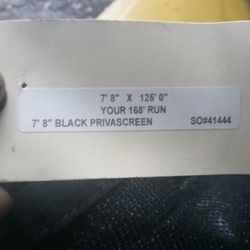 7' 8" X 125' 0"
YOUR 168' RUN
7' 8" BLACK PRIVASCREEN SO#41444